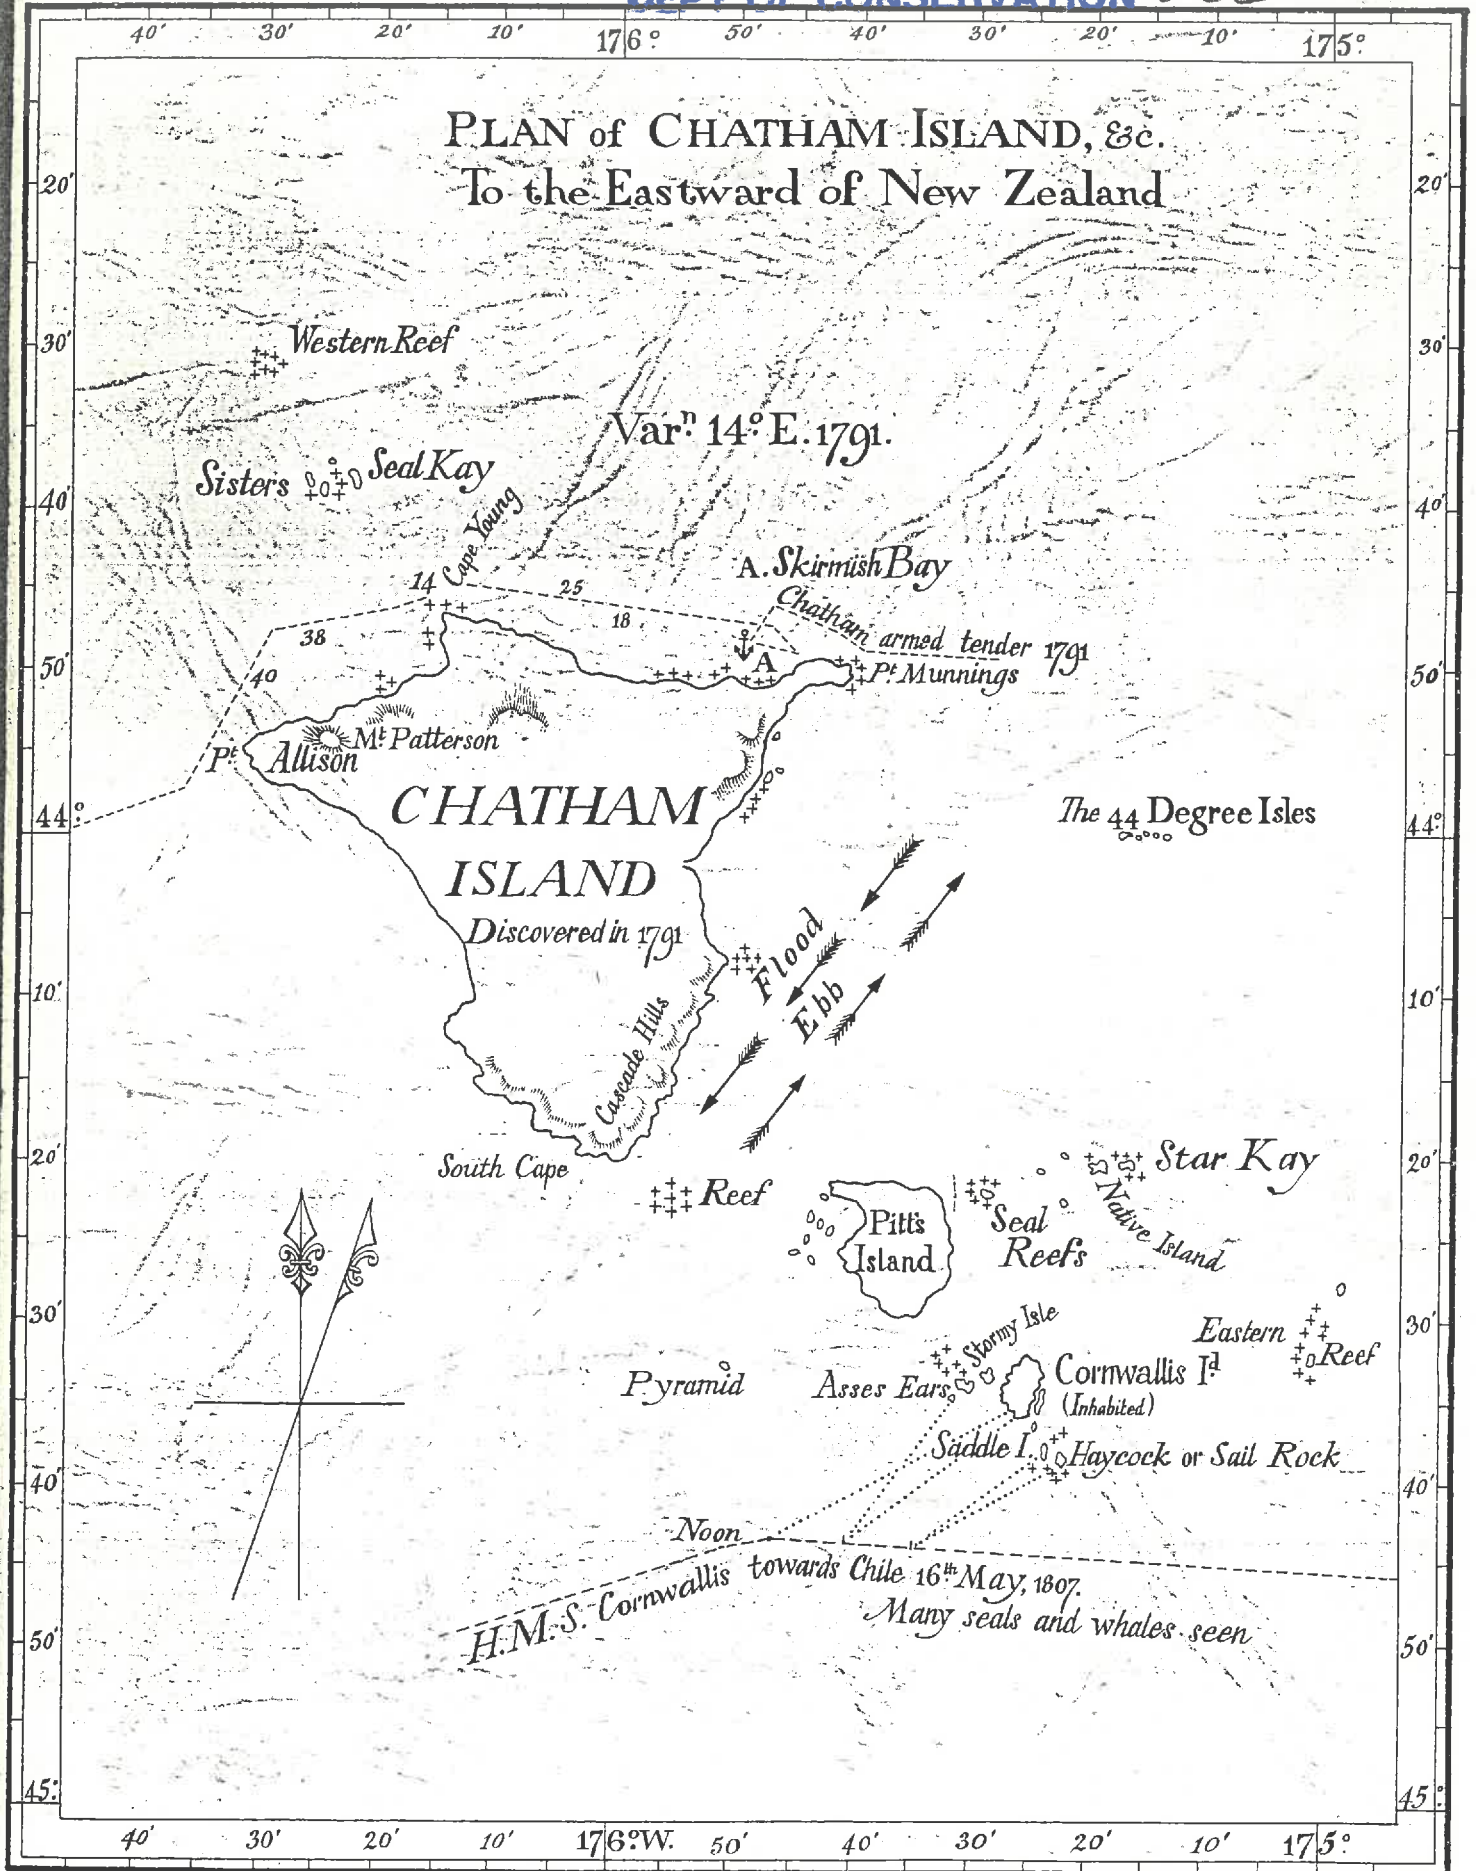 DEPT OF CONSERVATION
40' 30' 20' 10' 176° 50' 40' 30' 20' 10' 175°
PLAN of CHATHAM ISLAND, &c.
To the Eastward of New Zealand
20' 20'
30' 30'
Western Reef
Varn. 14° E. 1791.
Sisters Seal Kay
40' 40'
Cape Young
A. Skirmish Bay
14 25
38 18
Chatham armed tender 1791
A
50' 50'
40
Pt. Munnings
Mt. Patterson
Pt. Allison
CHATHAM
ISLAND
Discovered in 1791
The 44 Degree Isles
44° 44°
Flood
Ebb
10' 10'
Cascade Hills
20' 20'
South Cape
Reef
Star Kay
Native Island
Pitt's
Island
Seal
Reefs
30' 30'
Eastern
Reef
Stormy Isle
Pyramid
Asses Ears
Cornwallis Id.
(Inhabited)
Saddle I.
Haycock or Sail Rock
40' 40'
Noon
H.M.S. Cornwallis towards Chile 16th May, 1807.
Many seals and whales seen
50' 50'
45° 45°
40' 30' 20' 10' 176° W. 50' 40' 30' 20' 10' 175°